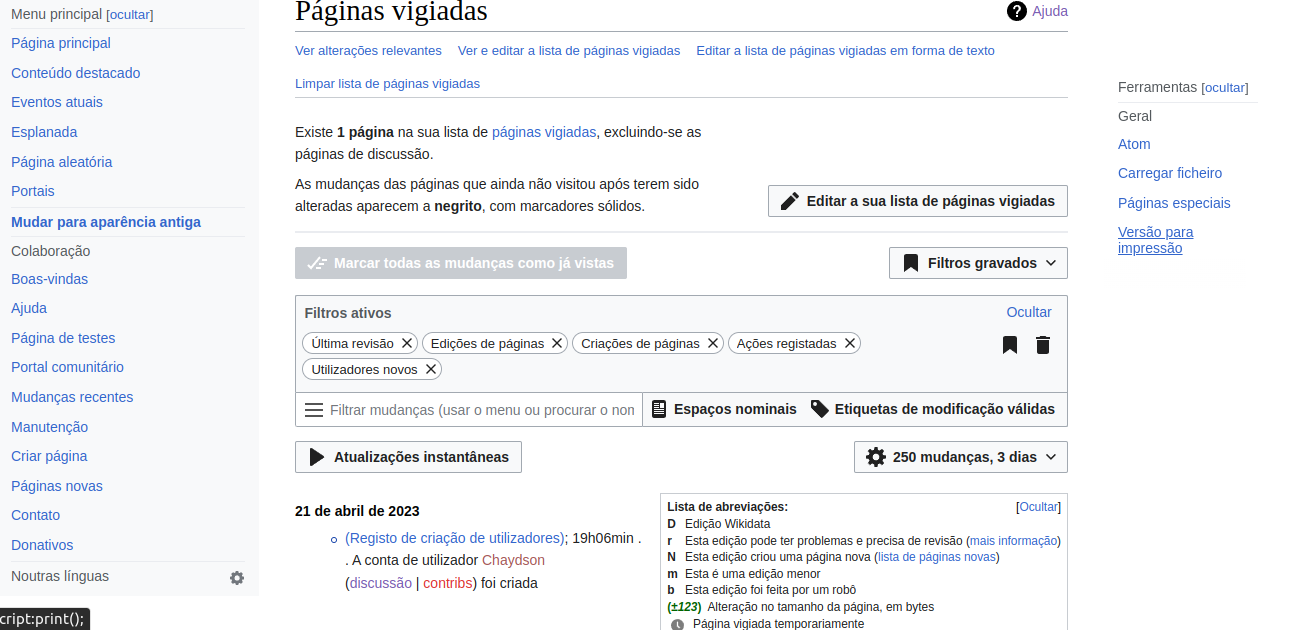 Menu principal [ocultar]
Página principal
Conteúdo destacado
Eventos atuais
Esplanada
Página aleatória
Portais
Mudar para aparência antiga
Colaboração
Boas-vindas
Ajuda
Página de testes
Portal comunitário
Mudanças recentes
Manutenção
Criar página
Páginas novas
Contato
Donativos
Noutras línguas
cript:print();
Páginas vigiadas
Ajuda
Ver alterações relevantes Ver e editar a lista de páginas vigiadas Editar a lista de páginas vigiadas em forma de texto
Limpar lista de páginas vigiadas
Existe 1 página na sua lista de páginas vigiadas, excluindo-se as
páginas de discussão.
As mudanças das páginas que ainda não visitou após terem sido
alteradas aparecem a negrito, com marcadores sólidos.
Editar a sua lista de páginas vigiadas
Marcar todas as mudanças como já vistas
Filtros gravados
Filtros ativos
Ocultar
Última revisão Edições de páginas Criações de páginas Ações registadas
Utilizadores novos
Filtrar mudanças (usar o menu ou procurar o nom
Espaços nominais
Etiquetas de modificação válidas
Atualizações instantâneas
250 mudanças, 3 dias
21 de abril de 2023
(Registo de criação de utilizadores); 19h06min .
. A conta de utilizador Chaydson
(discussão | contribs) foi criada
Lista de abreviações: [Ocultar]
D Edição Wikidata
r Esta edição pode ter problemas e precisa de revisão (mais informação)
N Esta edição criou uma página nova (lista de páginas novas)
m Esta é uma edição menor
b Esta edição foi feita por um robô
(±123) Alteração no tamanho da página, em bytes
Página vigiada temporariamente
Ferramentas [ocultar]
Geral
Atom
Carregar ficheiro
Páginas especiais
Versão para
impressão